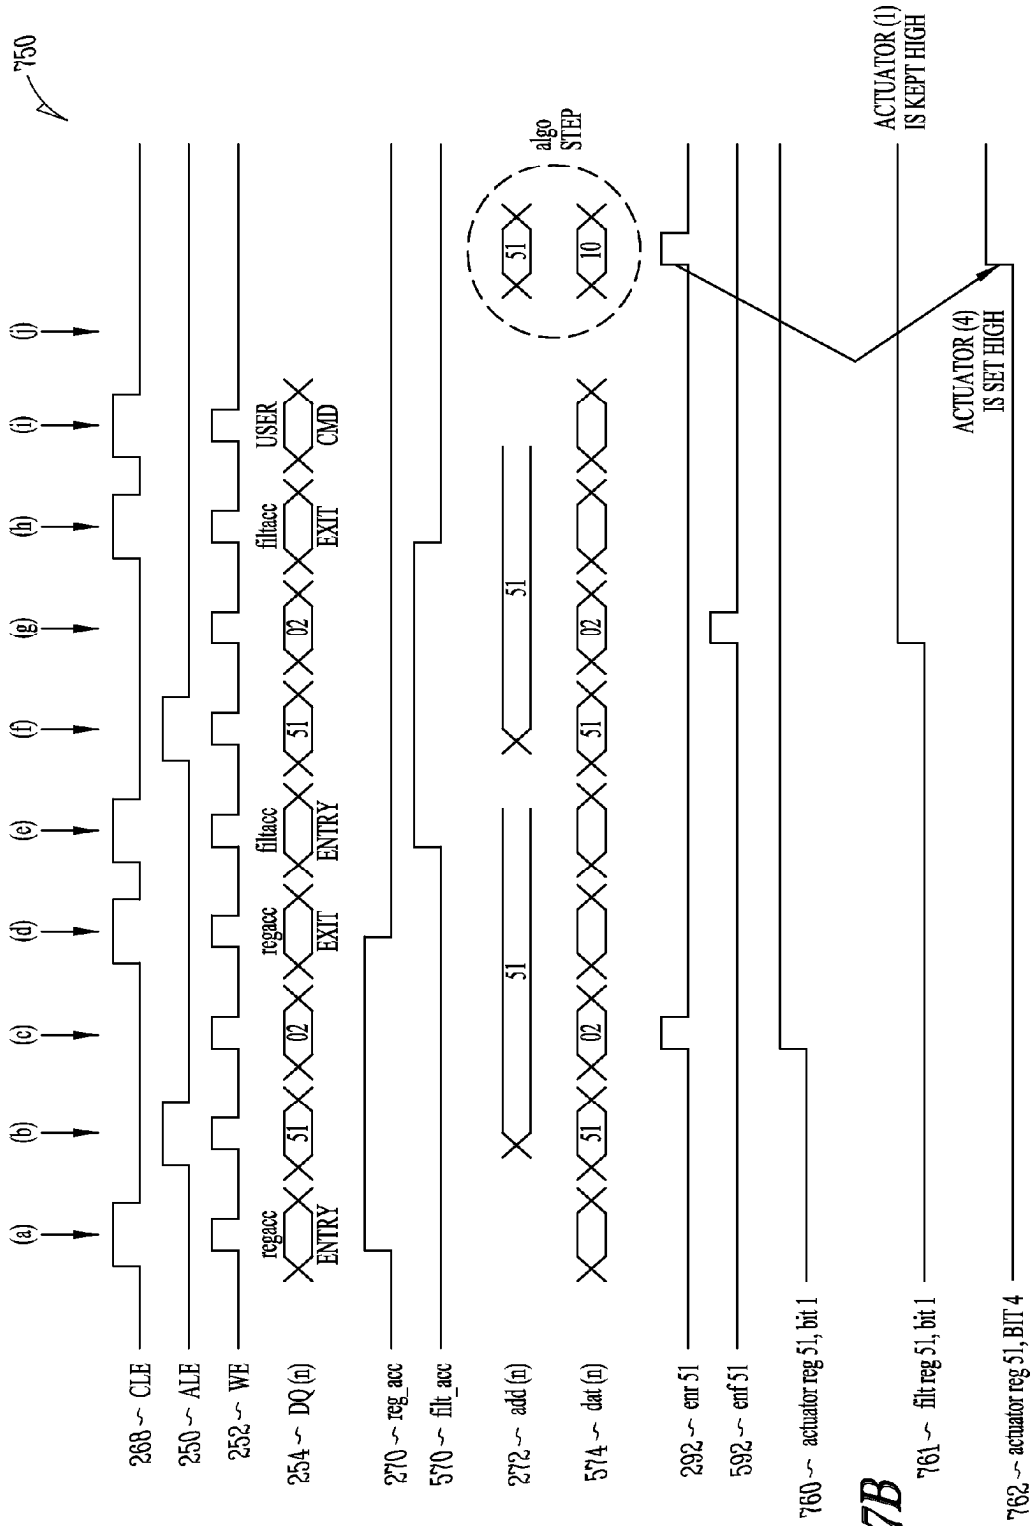 750
(a) (b) (c) (d) (e) (f) (g) (h) (i) (j)
268 ~ CLE
250 ~ ALE
252 ~ WE
254 ~ DQ (n)
regacc ENTRY
51
02
regacc EXIT
filtacc ENTRY
51
02
filtacc EXIT
USER CMD
270 ~ reg_acc
570 ~ filt_acc
272 ~ add (n)
51
51
51
algo
STEP
574 ~ dat (n)
51
02
51
02
10
292 ~ enr 51
592 ~ enf 51
760 ~ actuator reg 51, bit 1
761 ~ filt reg 51, bit 1
ACTUATOR (1)
IS KEPT HIGH
762 ~ actuator reg 51, BIT 4
ACTUATOR (4)
IS SET HIGH
7B